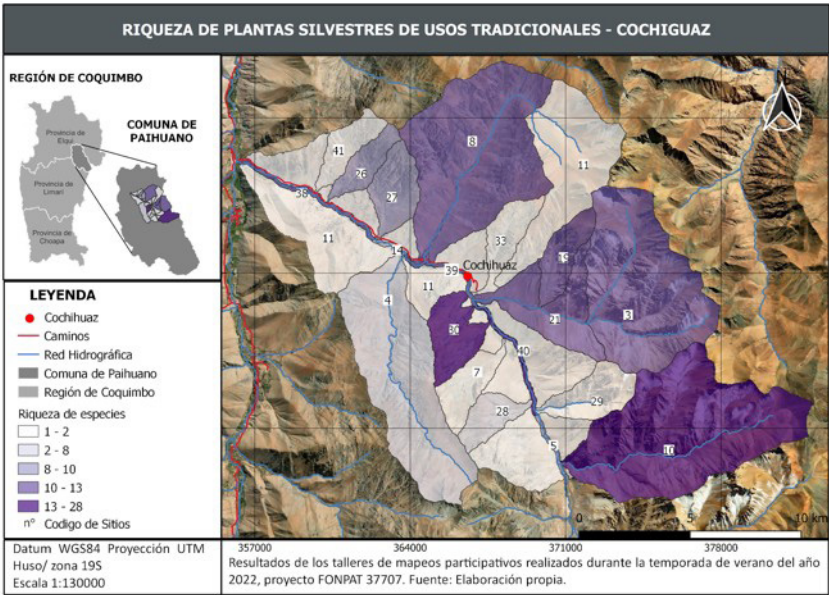 RIQUEZA DE PLANTAS SILVESTRES DE USOS TRADICIONALES - COCHIGUAZ
REGIÓN DE COQUIMBO
COMUNA DE
PAIHUANO
Provincia de
Elqui
Provincia de
Limarí
Provincia de
Choapa
LEYENDA
Cochihuaz
Caminos
Red Hidrográfica
Comuna de Paihuano
Región de Coquimbo
Riqueza de especies
1 - 2
2 - 8
8 - 10
10 - 13
13 - 28
nº Codigo de Sitios
41
8
26
11
27
38
11
14
33
39
Cochihuaz
19
11
4
3
21
30
40
7
29
28
5
10
0 5 10 km
357000 364000 371000 378000
Datum WGS84 Proyección UTM
Huso/ zona 19S
Escala 1:130000
Resultados de los talleres de mapeos participativos realizados durante la temporada de verano del año
2022, proyecto FONPAT 37707. Fuente: Elaboración propia.